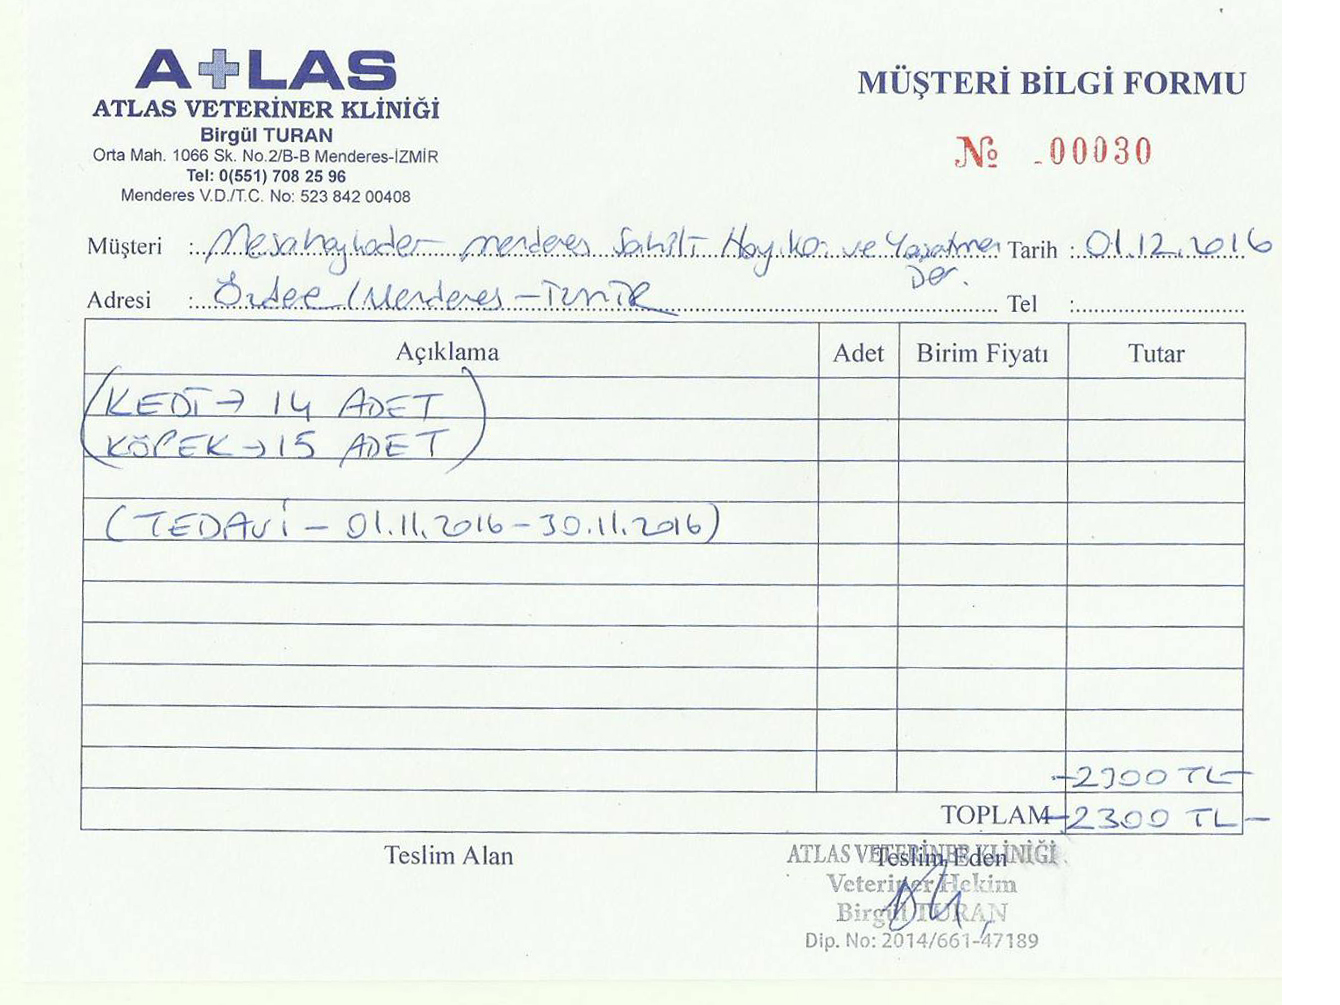 A+LAS
ATLAS VETERİNER KLİNİĞİ
Birgül TURAN
Orta Mah. 1066 Sk. No.2/B-B Menderes-İZMİR
Tel: 0(551) 708 25 96
Menderes V.D./T.C. No: 523 842 00408
MÜŞTERİ BİLGİ FORMU
№ 00030
Müşteri : Mesahaykoder menderes Sahili Hay. Kor. ve Yaşatma Der. Tarih : 01.12.2016
Adresi : Özdere / Menderes - İzmir Tel :
Açıklama Adet Birim Fiyatı Tutar
(KEDİ → 14 ADET
KÖPEK → 15 ADET)
(TEDAVİ - 01.11.2016 - 30.11.2016)
-2300 TL-
TOPLAM -2300 TL-
Teslim Alan Teslim Eden
ATLAS VETERİNER KLİNİĞİ
Veteriner Hekim
Birgül TURAN
Dip. No: 2014/661-47189